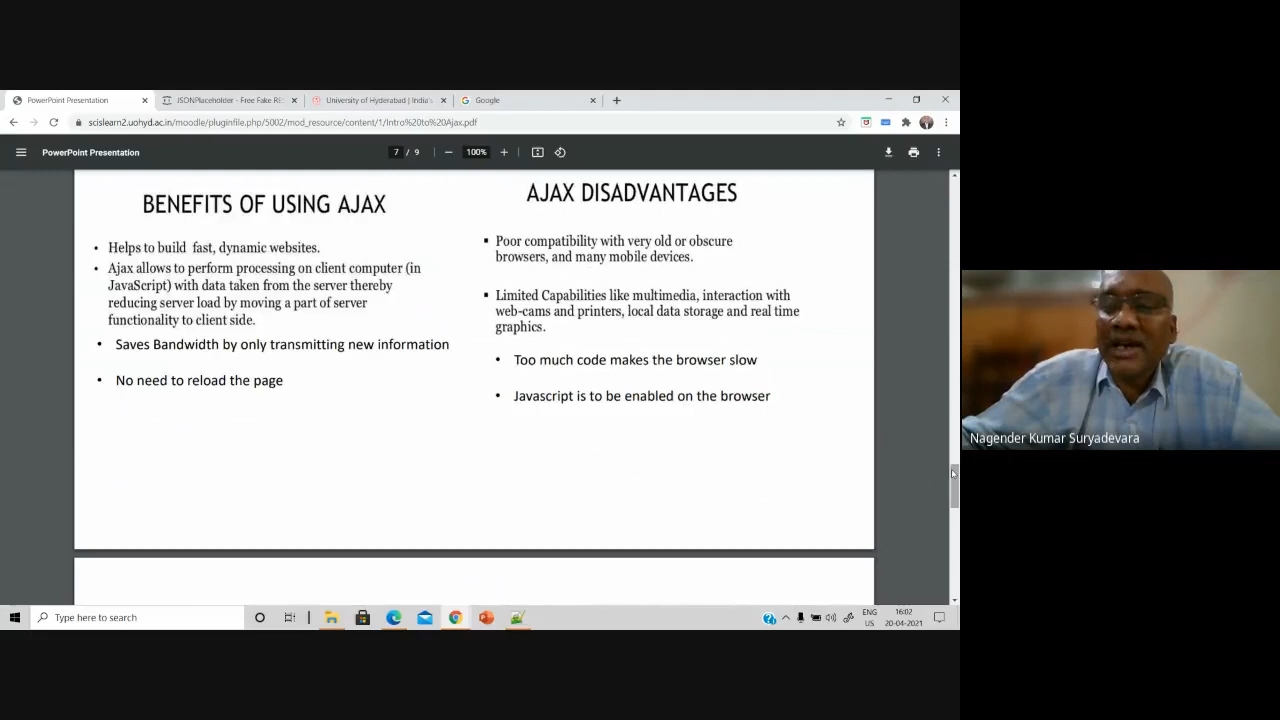 PowerPoint Presentation
JSONPlaceholder - Free Fake RES
University of Hyderabad | India's
Google
scislearn2.uohyd.ac.in/moodle/pluginfile.php/5002/mod_resource/content/1/Intro%20to%20Ajax.pdf
PowerPoint Presentation
7 / 9
100%
BENEFITS OF USING AJAX
• Helps to build fast, dynamic websites.
• Ajax allows to perform processing on client computer (in
JavaScript) with data taken from the server thereby
reducing server load by moving a part of server
functionality to client side.
• Saves Bandwidth by only transmitting new information
• No need to reload the page
AJAX DISADVANTAGES
▪ Poor compatibility with very old or obscure
browsers, and many mobile devices.
▪ Limited Capabilities like multimedia, interaction with
web-cams and printers, local data storage and real time
graphics.
• Too much code makes the browser slow
• Javascript is to be enabled on the browser
Nagender Kumar Suryadevara
Type here to search
ENG
US
16:02
20-04-2021